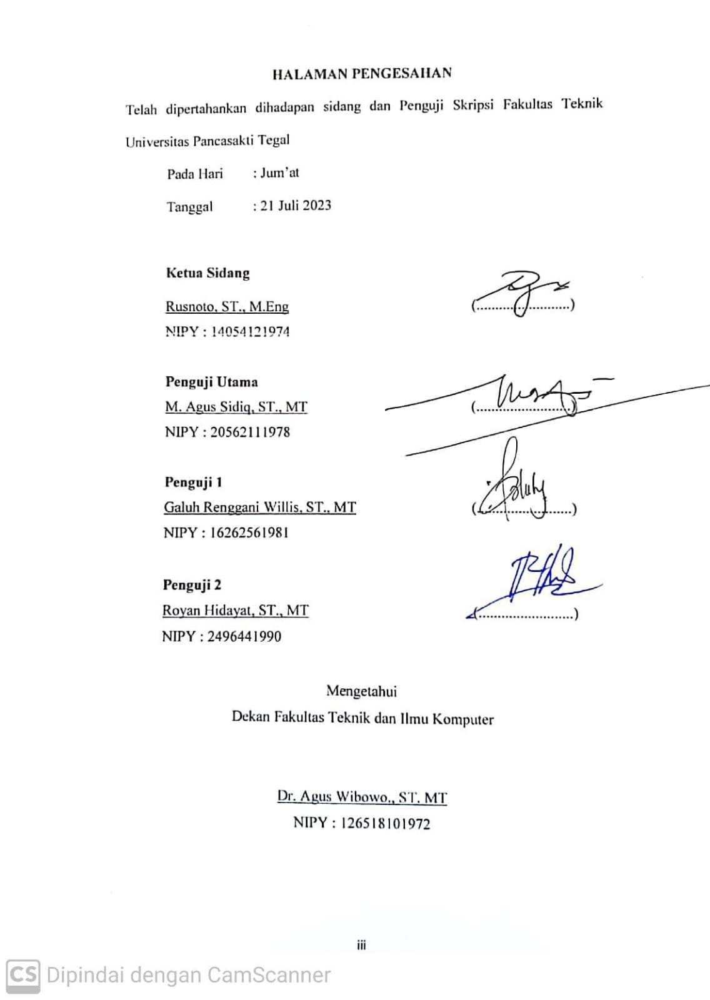 HALAMAN PENGESAHAN
Telah dipertahankan dihadapan sidang dan Penguji Skripsi Fakultas Teknik
Universitas Pancasakti Tegal
Pada Hari : Jum'at
Tanggal : 21 Juli 2023
Ketua Sidang
Rusnoto, ST., M.Eng (........................)
NIPY : 14054121974
Penguji Utama
M. Agus Sidiq, ST., MT (........................)
NIPY : 20562111978
Penguji 1
Galuh Renggani Willis, ST., MT (........................)
NIPY : 16262561981
Penguji 2
Royan Hidayat, ST., MT (........................)
NIPY : 2496441990
Mengetahui
Dekan Fakultas Teknik dan Ilmu Komputer
Dr. Agus Wibowo., ST. MT
NIPY : 126518101972
iii
CS Dipindai dengan CamScanner